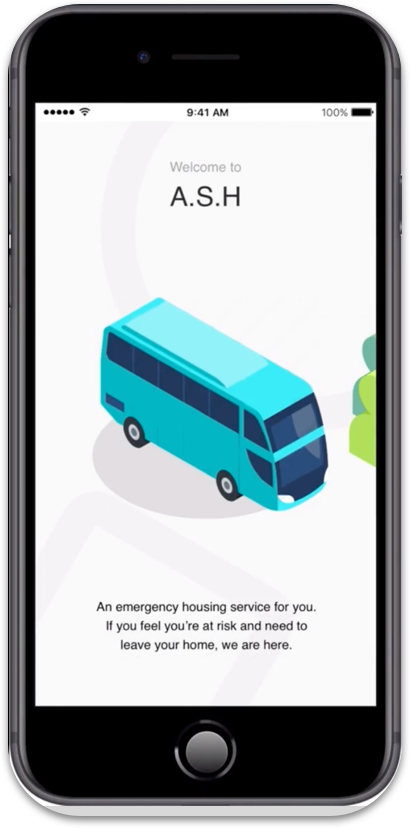 9:41 AM
100%
Welcome to
A.S.H
An emergency housing service for you.
If you feel you're at risk and need to
leave your home, we are here.